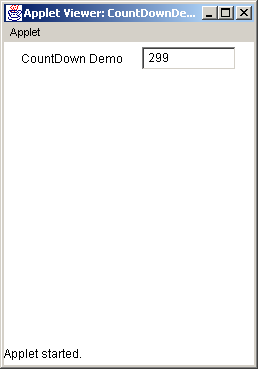 Applet Viewer: CountDownDe...
Applet
CountDown Demo 299
Applet started.